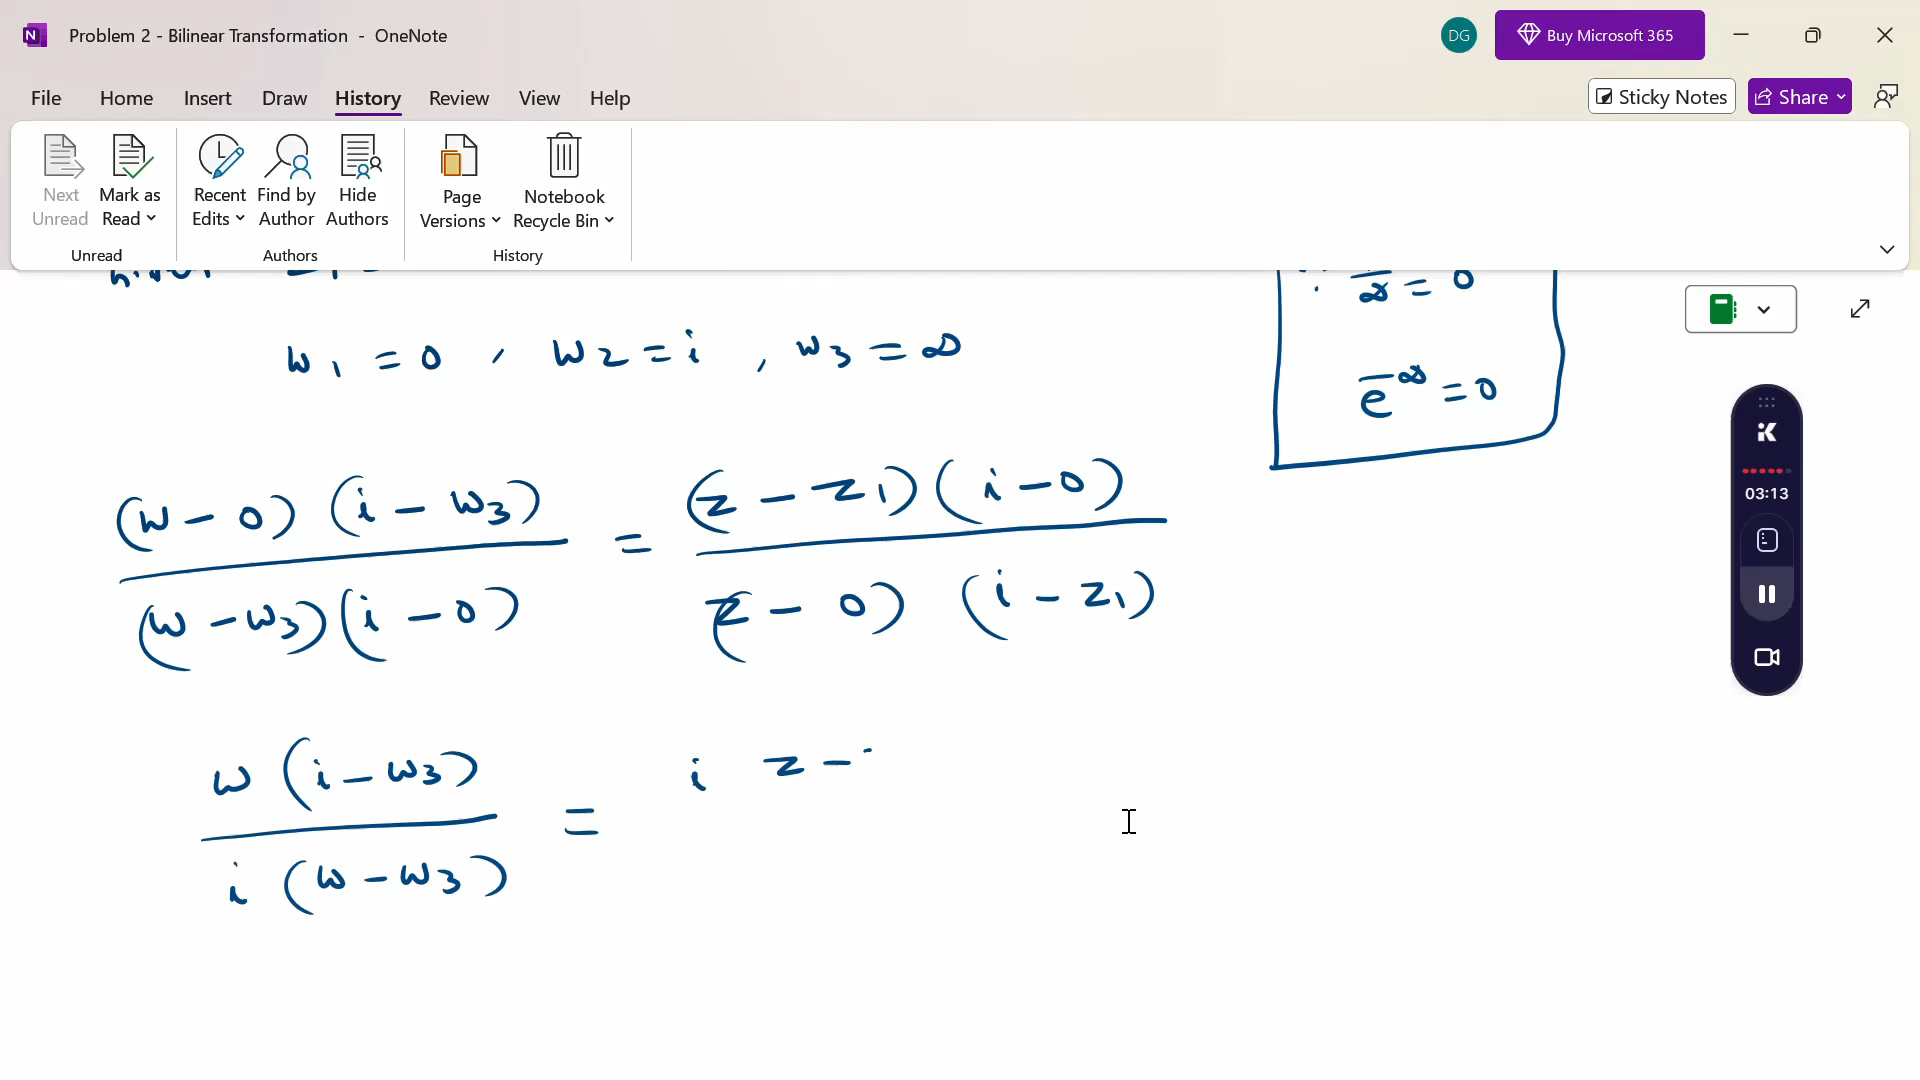 Problem 2 - Bilinear Transformation - OneNote
DG
Buy Microsoft 365
File Home Insert Draw History Review View Help
Sticky Notes
Share
Next Unread
Mark as Read
Recent Edits
Find by Author
Hide Authors
Page Versions
Notebook Recycle Bin
Unread
Authors
History
= 0
w1 = 0 , w2 = i , w3 = ∞
e^-∞ = 0
(w - 0) (i - w3) / (w - w3) (i - 0) = (z - z1) (i - 0) / (z - 0) (i - z1)
w (i - w3) / i (w - w3) = i z -
03:13